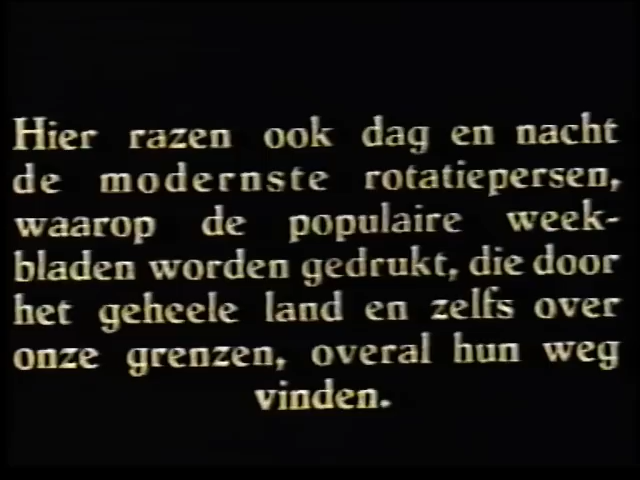 Hier razen ook dag en nacht
de modernste rotatiepersen,
waarop de populaire week-
bladen worden gedrukt, die door
het geheele land en zelfs over
onze grenzen, overal hun weg
vinden.